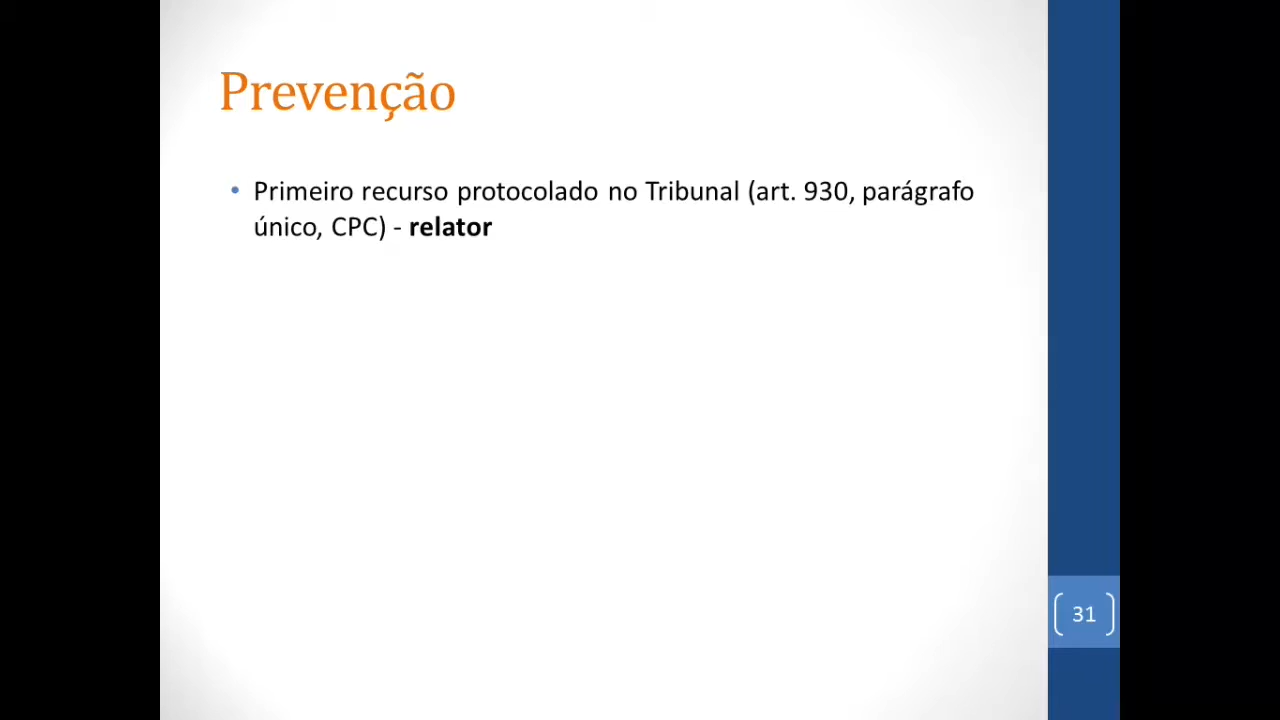 Prevenção
• Primeiro recurso protocolado no Tribunal (art. 930, parágrafo
único, CPC) - relator
31